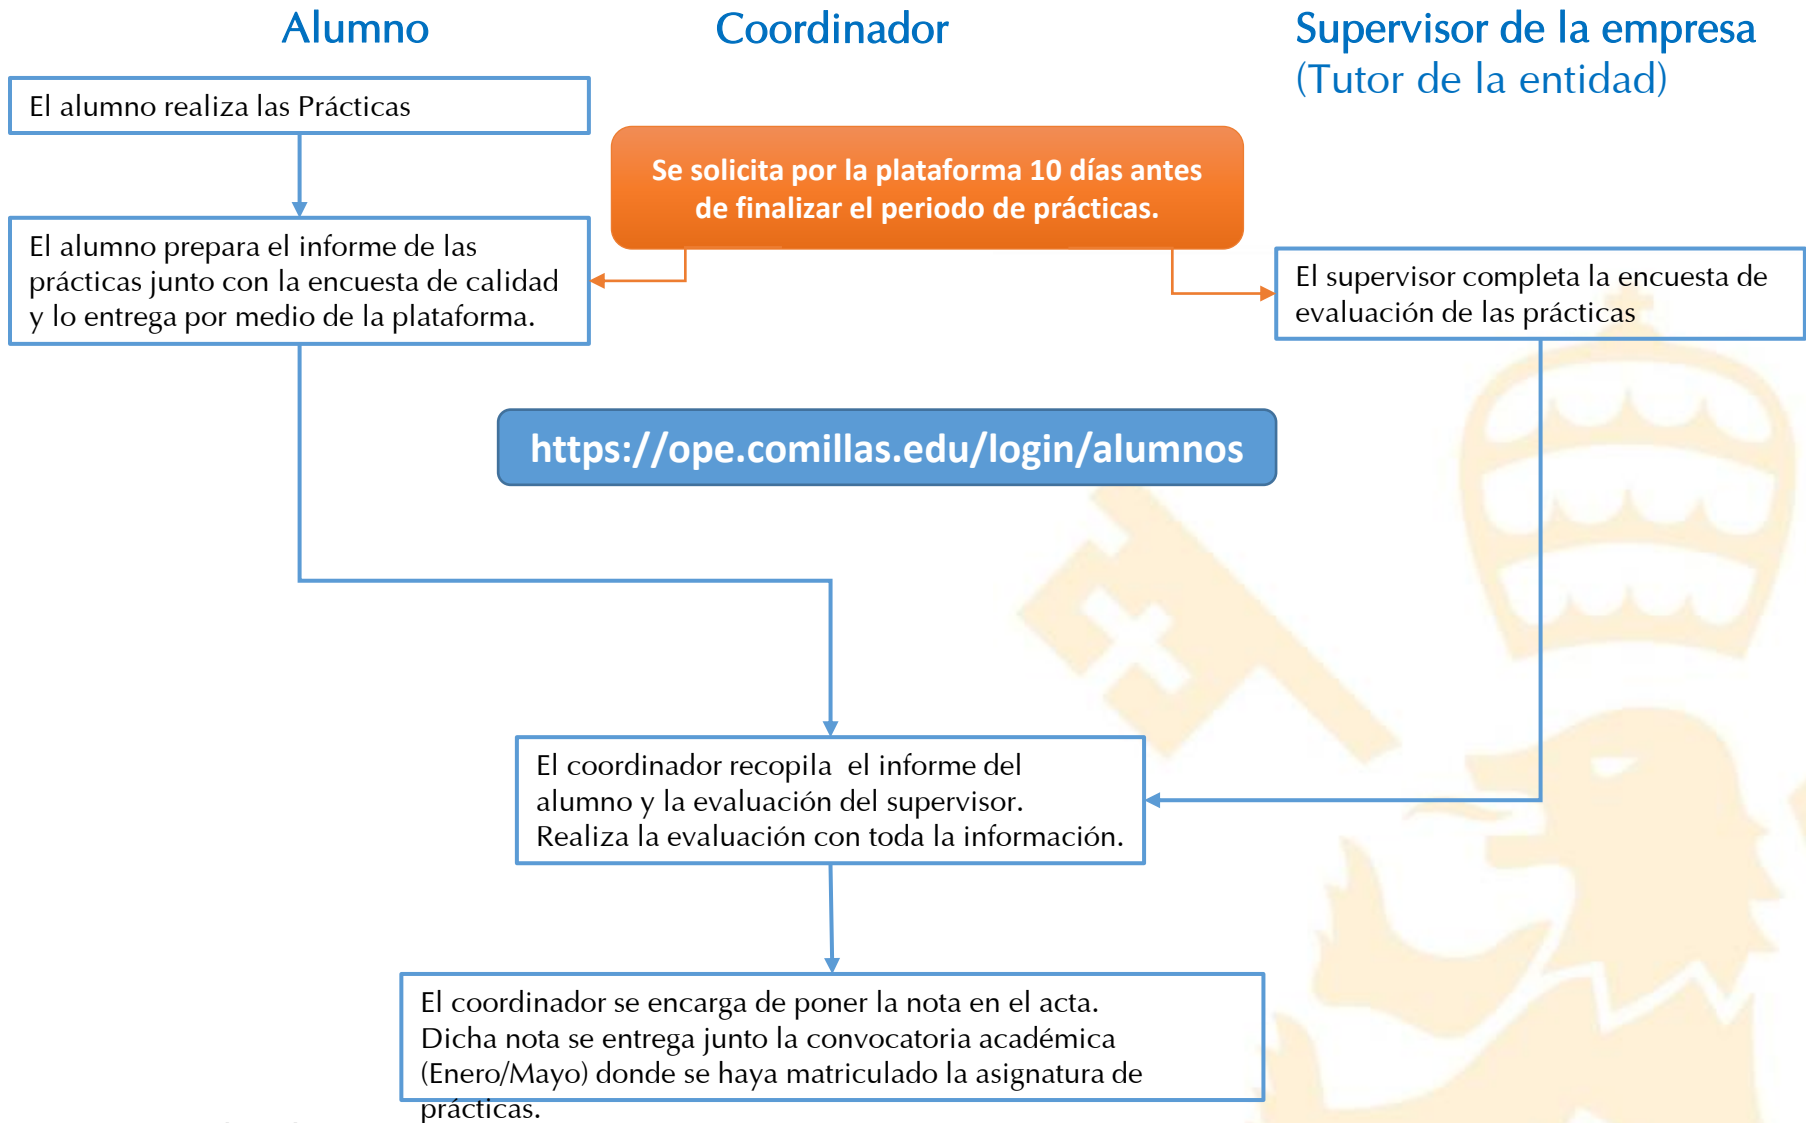 Alumno
Coordinador
Supervisor de la empresa
(Tutor de la entidad)
El alumno realiza las Prácticas
Se solicita por la plataforma 10 días antes
de finalizar el periodo de prácticas.
El alumno prepara el informe de las
prácticas junto con la encuesta de calidad
y lo entrega por medio de la plataforma.
El supervisor completa la encuesta de
evaluación de las prácticas
https://ope.comillas.edu/login/alumnos
El coordinador recopila  el informe del
alumno y la evaluación del supervisor.
Realiza la evaluación con toda la información.
El coordinador se encarga de poner la nota en el acta.
Dicha nota se entrega junto la convocatoria académica
(Enero/Mayo) donde se haya matriculado la asignatura de
prácticas.